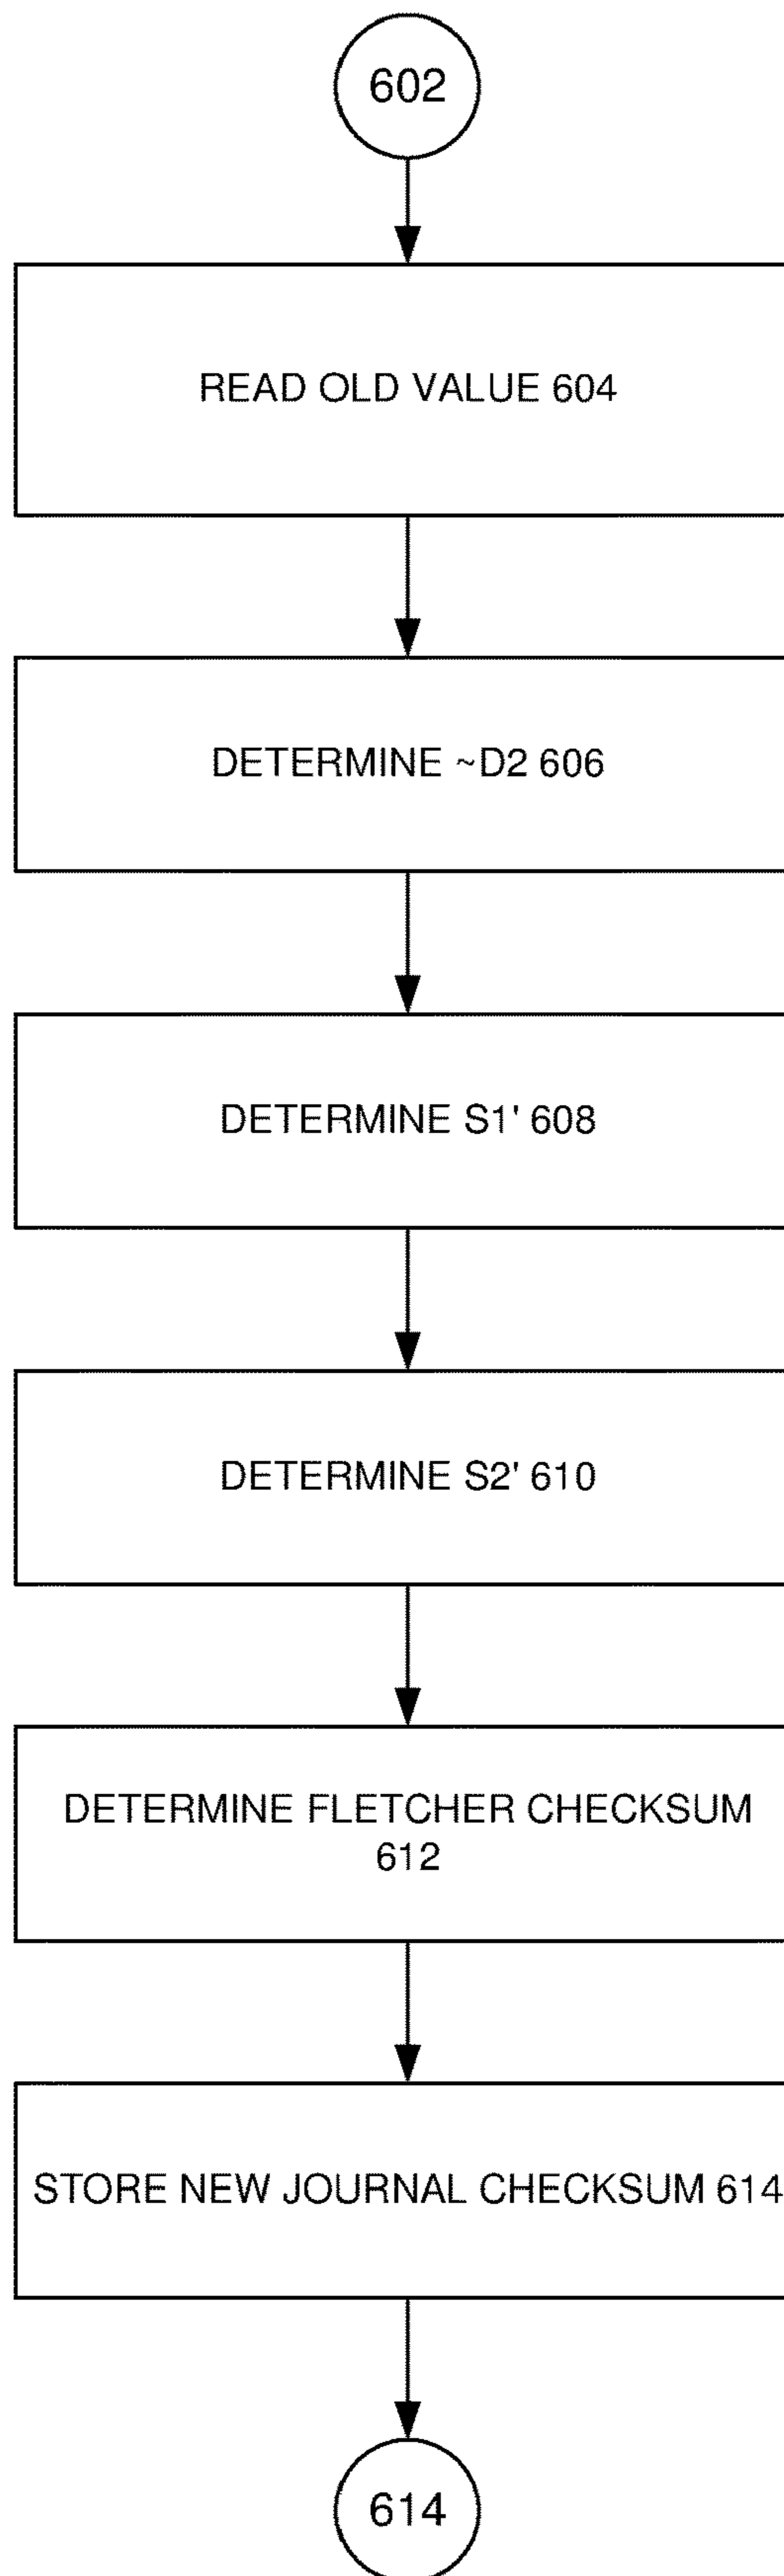 602
READ OLD VALUE 604
DETERMINE ~D2 606
DETERMINE S1' 608
DETERMINE S2' 610
DETERMINE FLETCHER CHECKSUM
612
STORE NEW JOURNAL CHECKSUM 614
614